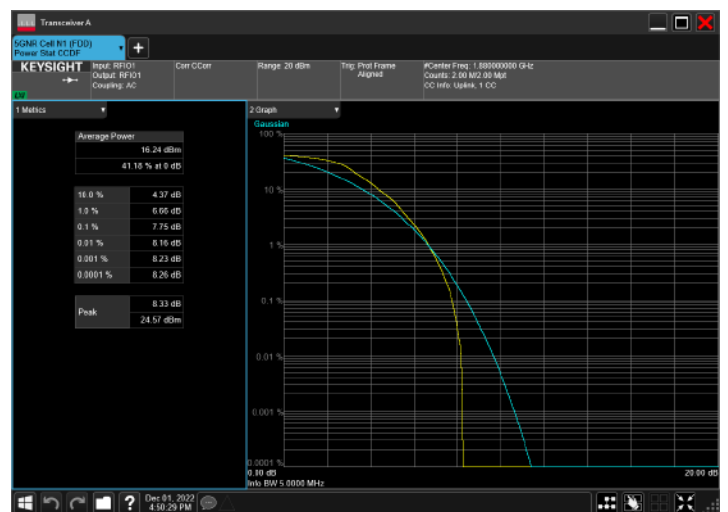 Transceiver A
5GNR Cell N1 (FDD)
Power Stat CCDF
KEYSIGHT
Input: RFIO1
Output: RFIO1
Coupling: AC
Corr CCorr
Range: 20 dBm
Trig: Prot Frame
Aligned
#Center Freq: 1.880000000 GHz
Counts: 2.00 M/2.00 Mpt
CC Info: Uplink, 1 CC
1 Metrics
Average Power
16.24 dBm
41.18 % at 0 dB
10.0 % 4.37 dB
1.0 % 6.66 dB
0.1 % 7.75 dB
0.01 % 8.16 dB
0.001 % 8.23 dB
0.0001 % 8.26 dB
Peak
8.33 dB
24.57 dBm
2 Graph
Gaussian
100 %
10 %
1 %
0.1 %
0.01 %
0.001 %
0.0001 %
0.00 dB
20.00 dB
Info BW 5.0000 MHz
Dec 01, 2022
4:50:29 PM